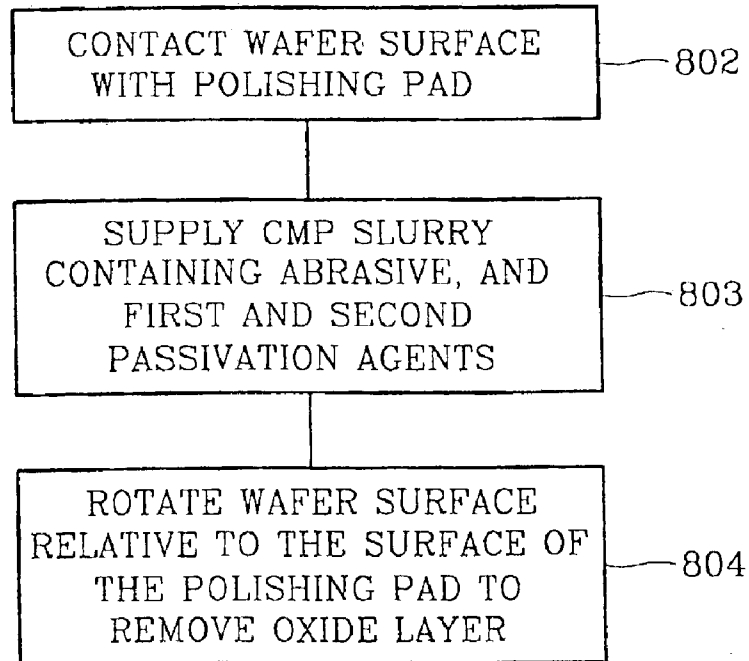 CONTACT WAFER SURFACE
WITH POLISHING PAD
802
SUPPLY CMP SLURRY
CONTAINING ABRASIVE, AND
FIRST AND SECOND
PASSIVATION AGENTS
803
ROTATE WAFER SURFACE
RELATIVE TO THE SURFACE OF
THE POLISHING PAD TO
REMOVE OXIDE LAYER
804